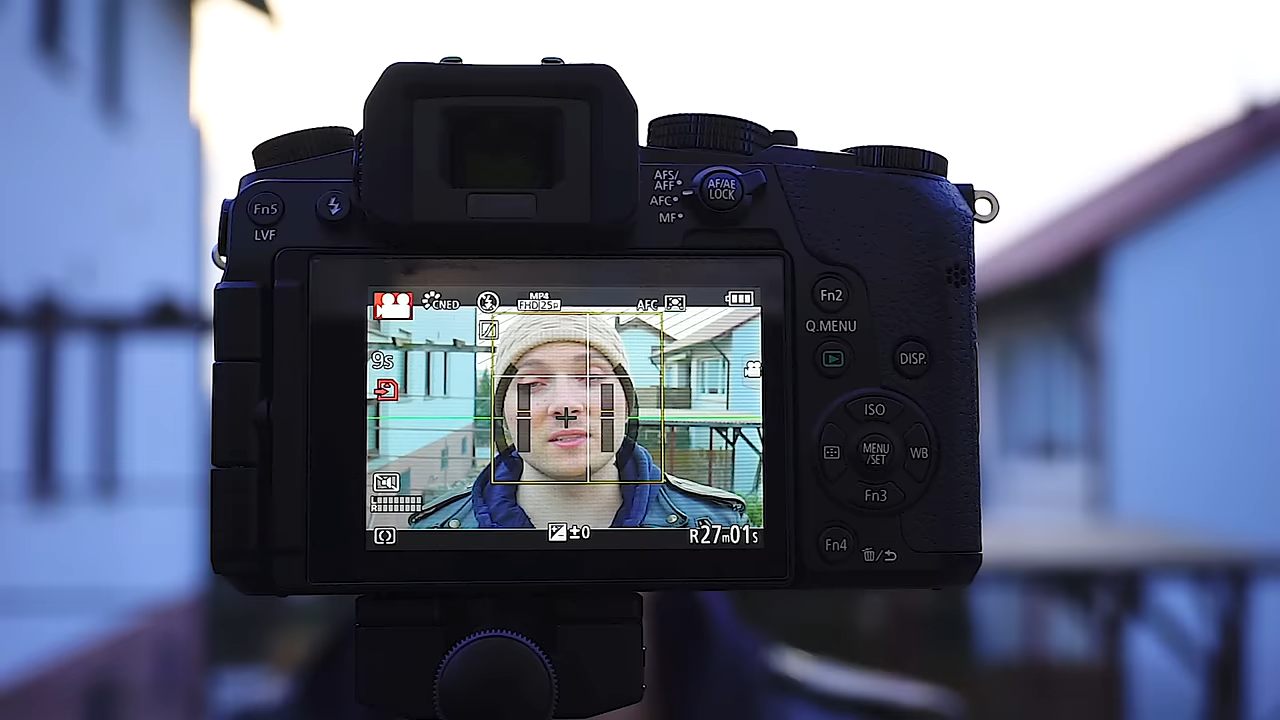 Fn5
LVF
AFS/
AFF
AFC
MF
AF/AE
LOCK
Fn2
Q.MENU
DISP.
ISO
MENU
/SET
WB
Fn3
Fn4
CNED
MP4
FHD 25p
AFC
9s
L
R
±0
R27m01s